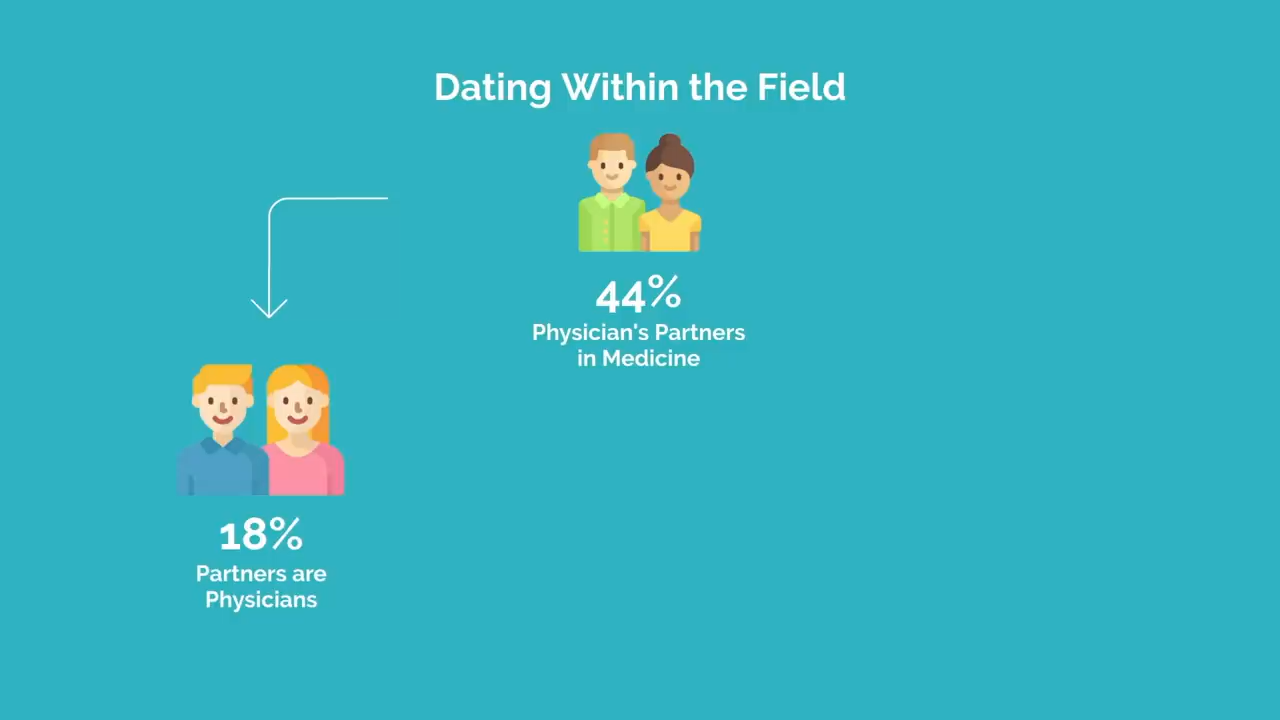 Dating Within the Field
44%
Physician's Partners
in Medicine
18%
Partners are
Physicians